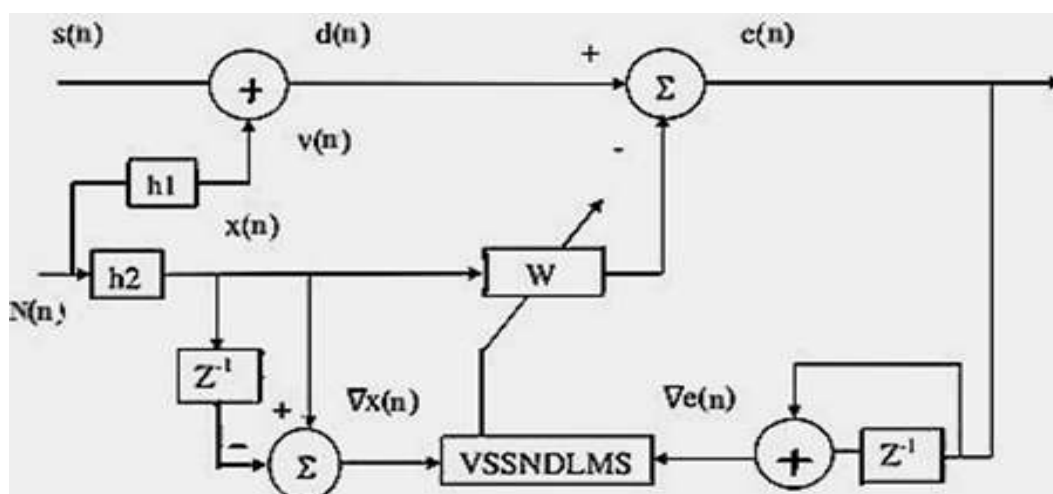 s(n) d(n) e(n)
+
+ Σ
v(n)
-
h1
x(n)
h2 W
N(n)
Z⁻¹
∇x(n) ∇e(n)
+
-
Σ VSSNDLMS + Z⁻¹